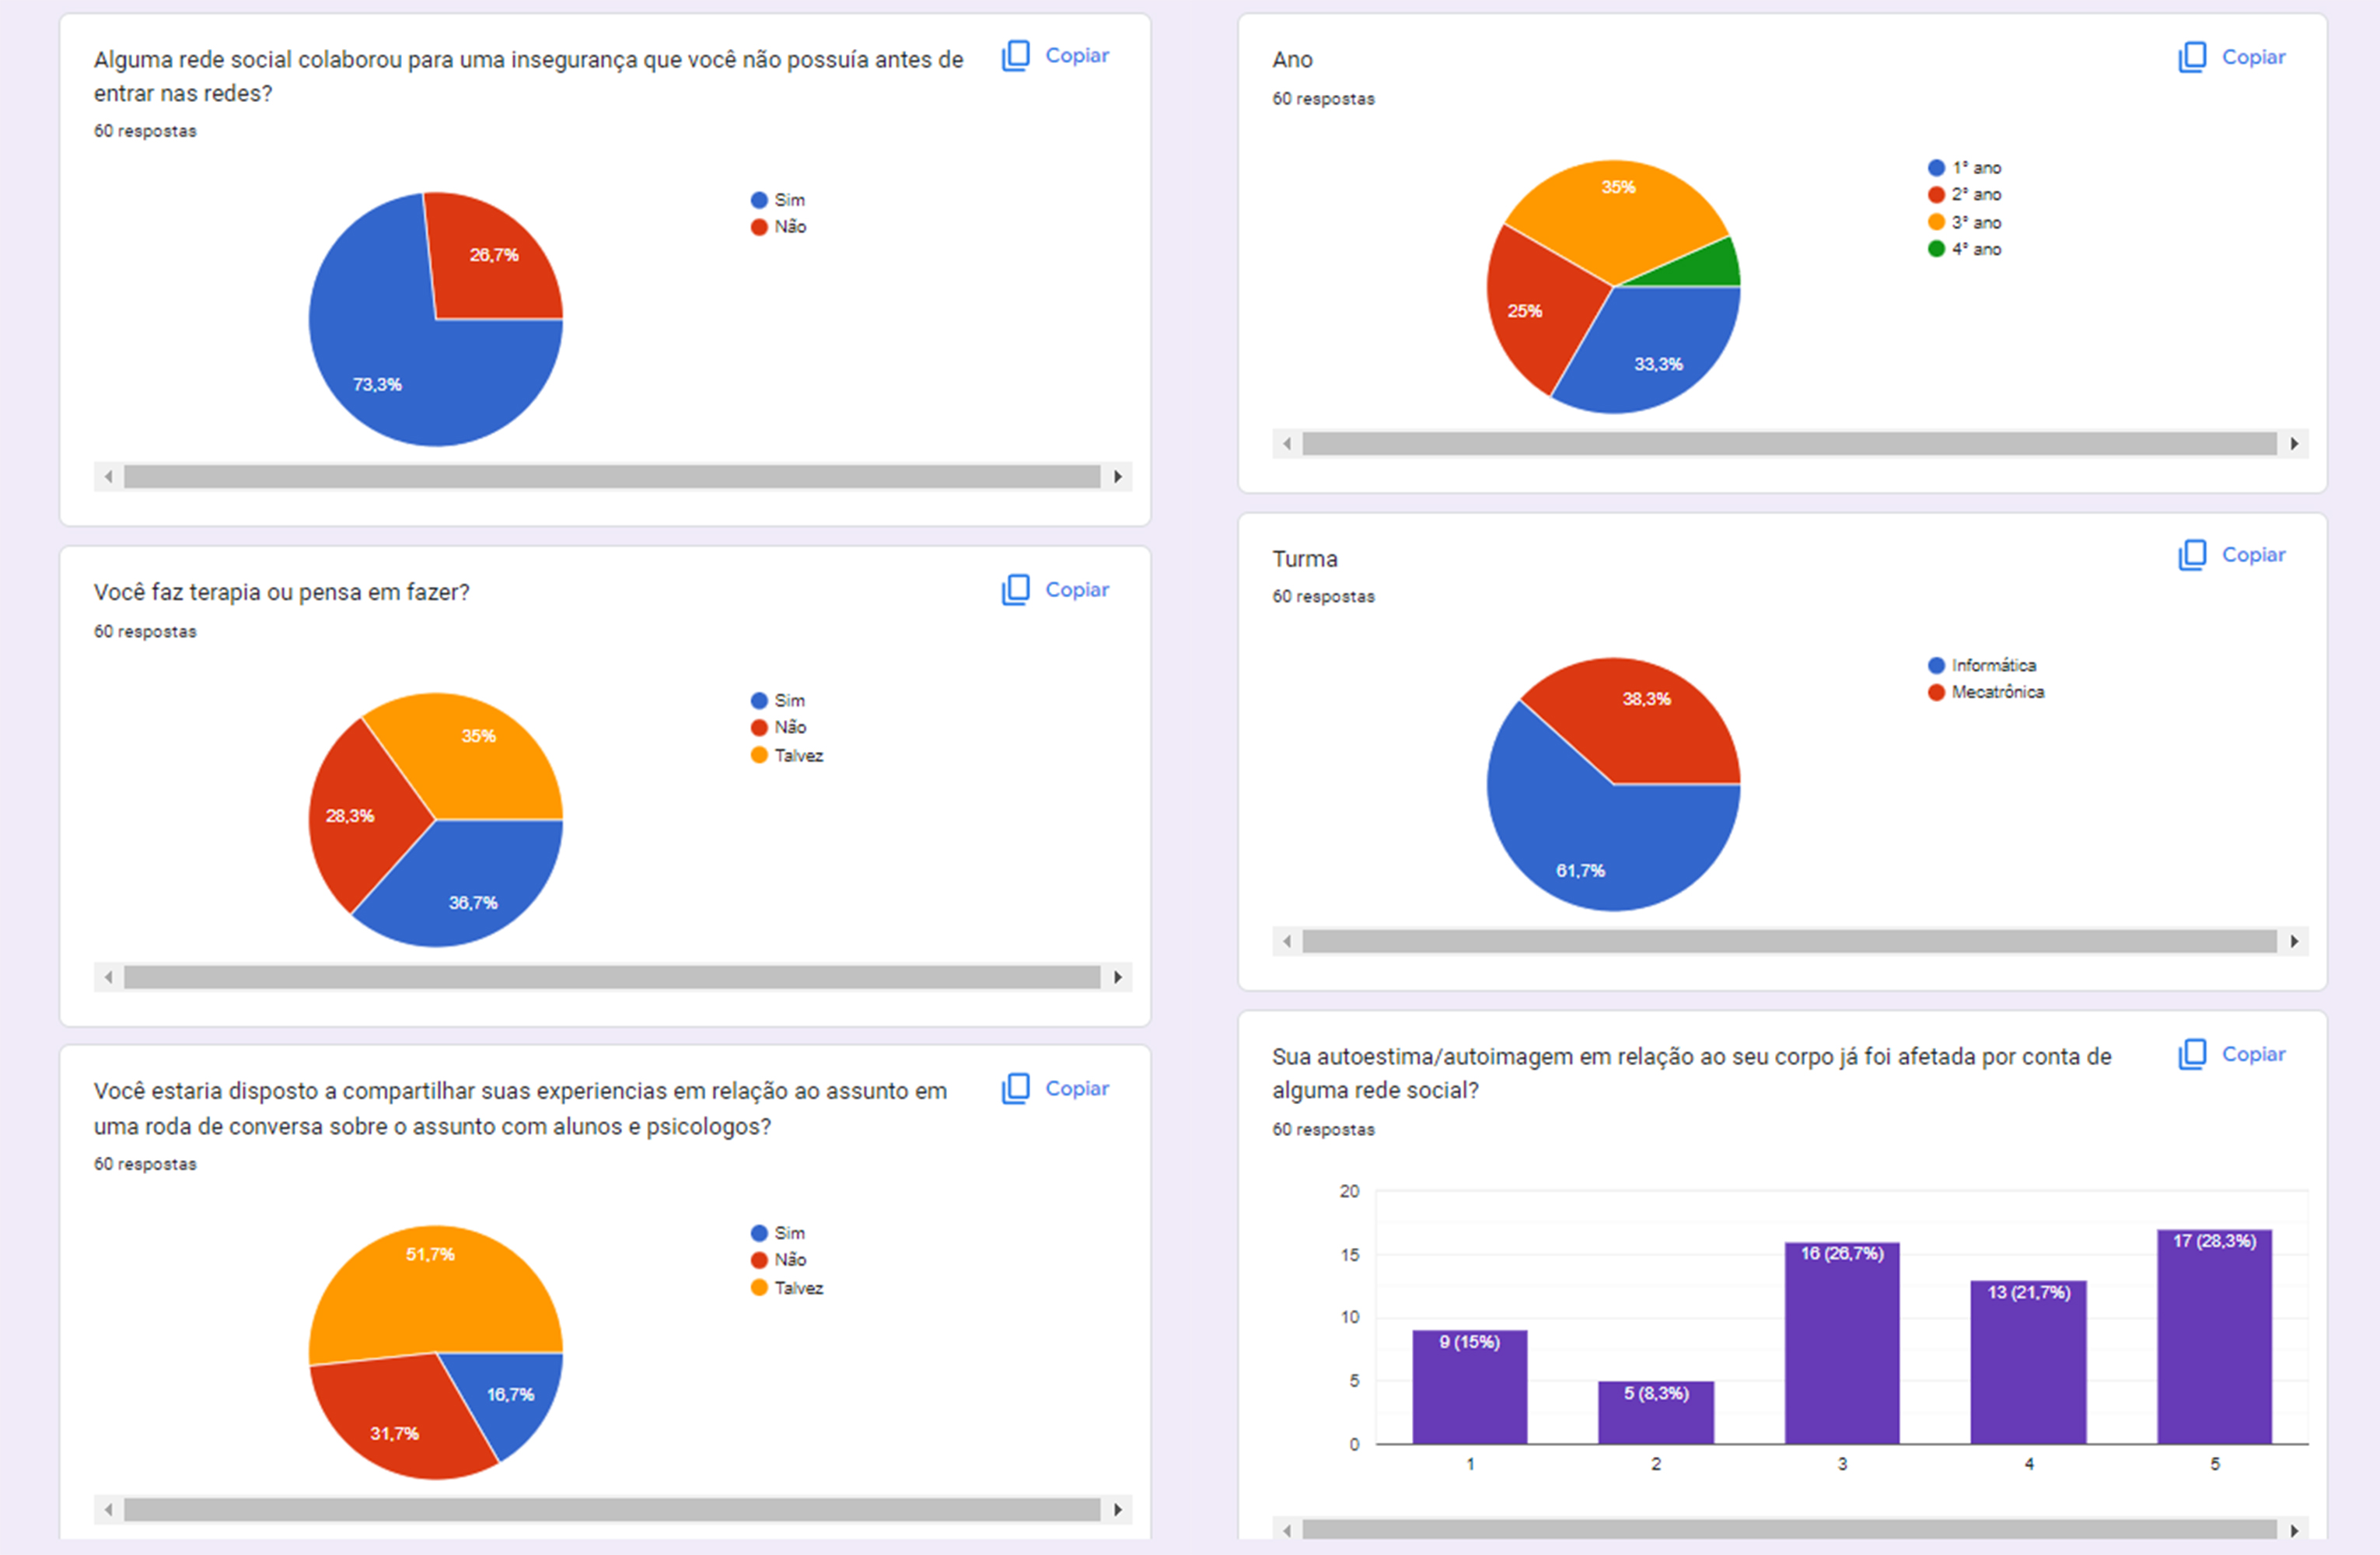 Alguma rede social colaborou para uma insegurança que você não possuía antes de
entrar nas redes?
Copiar
60 respostas
Sim
Não
26,7%
73,3%
Você faz terapia ou pensa em fazer?
Copiar
60 respostas
Sim
Não
Talvez
35%
28,3%
36,7%
Você estaria disposto a compartilhar suas experiencias em relação ao assunto em
uma roda de conversa sobre o assunto com alunos e psicologos?
Copiar
60 respostas
Sim
Não
Talvez
51,7%
16,7%
31,7%
Ano
Copiar
60 respostas
1° ano
2° ano
3° ano
4° ano
35%
25%
33,3%
Turma
Copiar
60 respostas
Informática
Mecatrônica
38,3%
61,7%
Sua autoestima/autoimagem em relação ao seu corpo já foi afetada por conta de
alguma rede social?
Copiar
60 respostas
20
15
10
5
0
9 (15%)
5 (8,3%)
16 (26,7%)
13 (21,7%)
17 (28,3%)
1
2
3
4
5